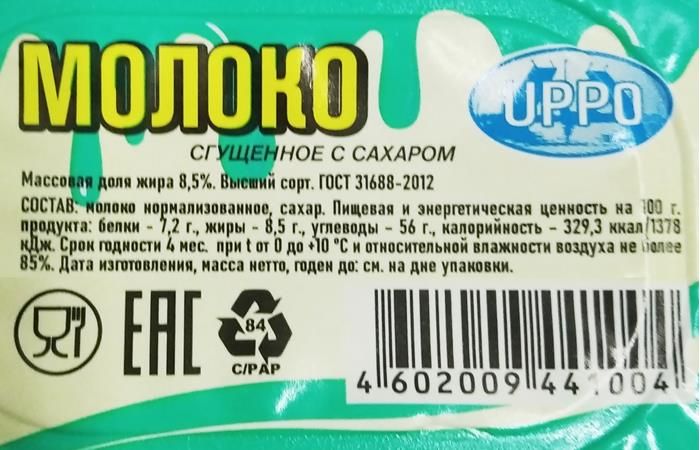 МОЛОКО
UPPO
СГУЩЕННОЕ С САХАРОМ
Массовая доля жира 8,5%. Высший сорт. ГОСТ 31688-2012
СОСТАВ: молоко нормализованное, сахар. Пищевая и энергетическая ценность на 100 г.
продукта: белки - 7,2 г., жиры - 8,5 г., углеводы - 56 г., калорийность - 329,3 ккал/1378
кДж. Срок годности 4 мес. при t от 0 до +10 °С и относительной влажности воздуха не более
85%. Дата изготовления, масса нетто, годен до: см. на дне упаковки.
EAC
84
C/PAP
4 602009 441004